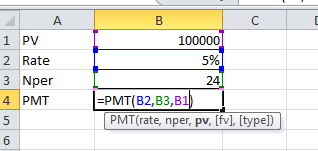 A B C D
1 PV 100000
2 Rate 5%
3 Nper 24
4 PMT =PMT(B2,B3,B1)
5 PMT(rate, nper, pv, [fv], [type])
6